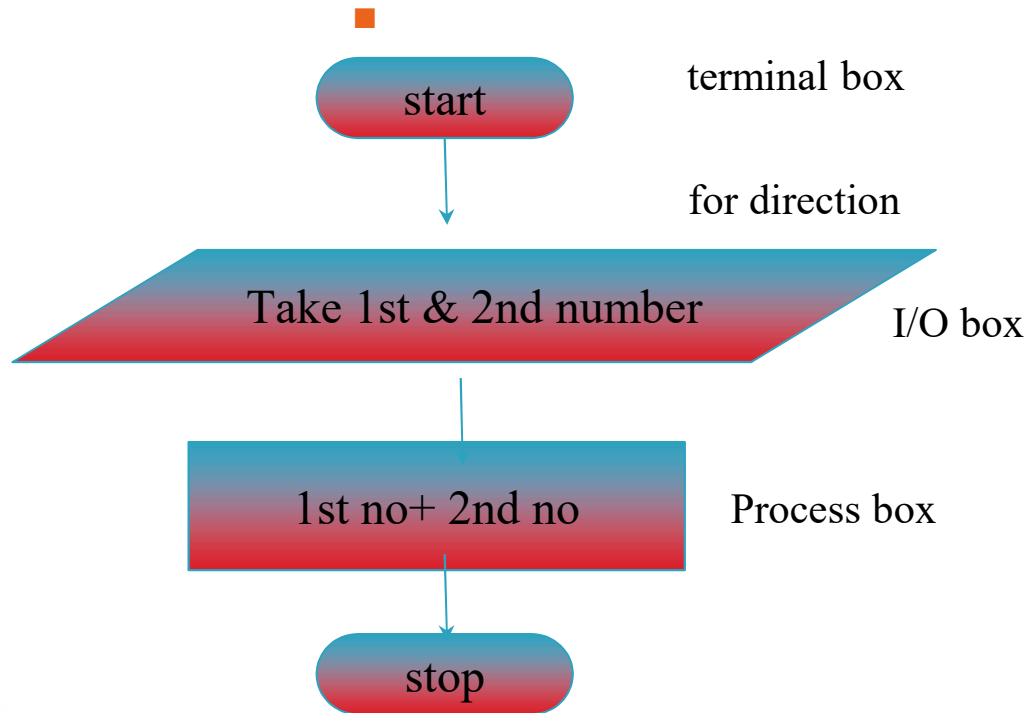 start
terminal box
for direction
Take 1st & 2nd number
I/O box
1st no+ 2nd no
Process box
stop